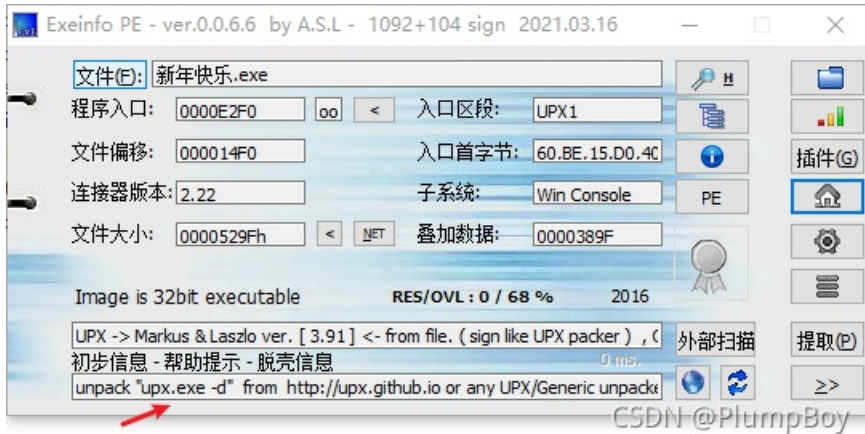 Exeinfo PE - ver.0.0.6.6 by A.S.L - 1092+104 sign 2021.03.16
文件(F): 新年快乐.exe
程序入口: 0000E2F0 oo < 入口区段: UPX1
文件偏移: 000014F0 入口首字节: 60.BE.15.D0.40 插件(G)
连接器版本: 2.22 子系统: Win Console PE
文件大小: 0000529Fh < NET 叠加数据: 0000389F
Image is 32bit executable RES/OVL : 0 / 68 % 2016
UPX -> Markus & Laszlo ver. [ 3.91 ] <- from file. ( sign like UPX packer ) , 外部扫描 提取(P)
初步信息 - 帮助提示 - 脱壳信息 0 ms.
unpack "upx.exe -d" from http://upx.github.io or any UPX/Generic unpacke >>
CSDN @PlumpBoy